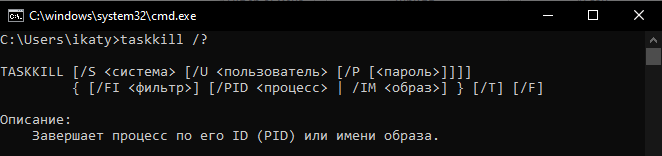 C:\windows\system32\cmd.exe
C:\Users\ikaty>taskkill /?
TASKKILL [/S <система> [/U <пользователь> [/P [<пароль>]]]]
{ [/FI <фильтр>] [/PID <процесс> | /IM <образ>] } [/T] [/F]
Описание:
Завершает процесс по его ID (PID) или имени образа.